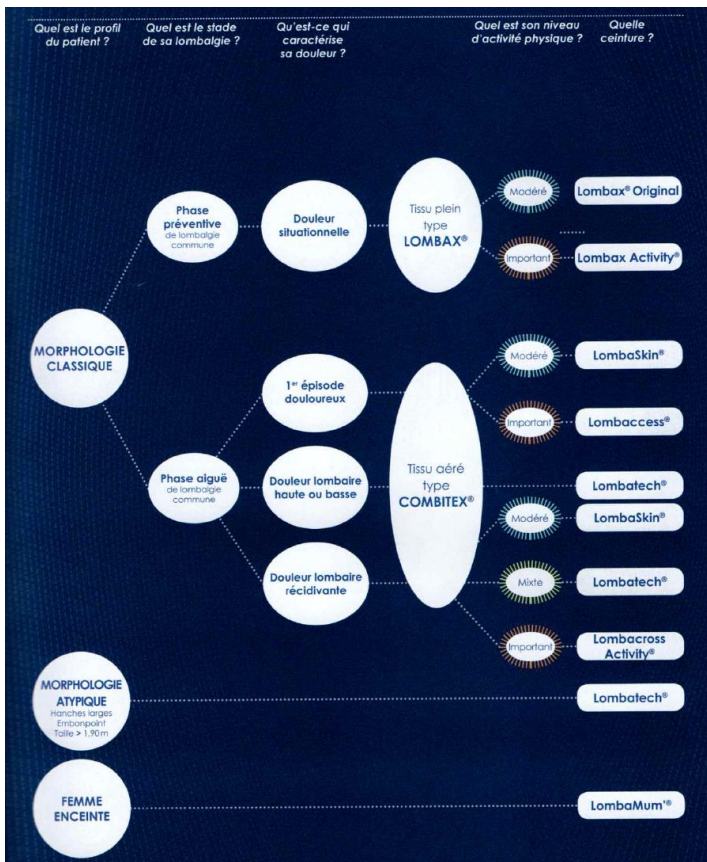 Quel est le profil
du patient ?
Quel est le stade
de sa lombalgie ?
Qu'est-ce qui
caractérise
sa douleur ?
Quel est son niveau
d'activité physique ?
Quelle
ceinture ?
MORPHOLOGIE
CLASSIQUE
Phase
préventive
de lombalgie
commune
Douleur
situationnelle
Tissu plein
type
LOMBAX®
Modéré
Lombax® Original
Important
Lombax Activity®
Phase aiguë
de lombalgie
commune
1er épisode
douloureux
Douleur lombaire
haute ou basse
Douleur lombaire
récidivante
Tissu aéré
type
COMBITEX®
Modéré
LombaSkin®
Important
Lombaccess®
Lombatech®
Modéré
LombaSkin®
Mixte
Lombatech®
Important
Lombacross
Activity®
MORPHOLOGIE
ATYPIQUE
Hanches larges
Embonpoint
Taille > 1,90 m
Lombatech®
FEMME
ENCEINTE
LombaMum'®